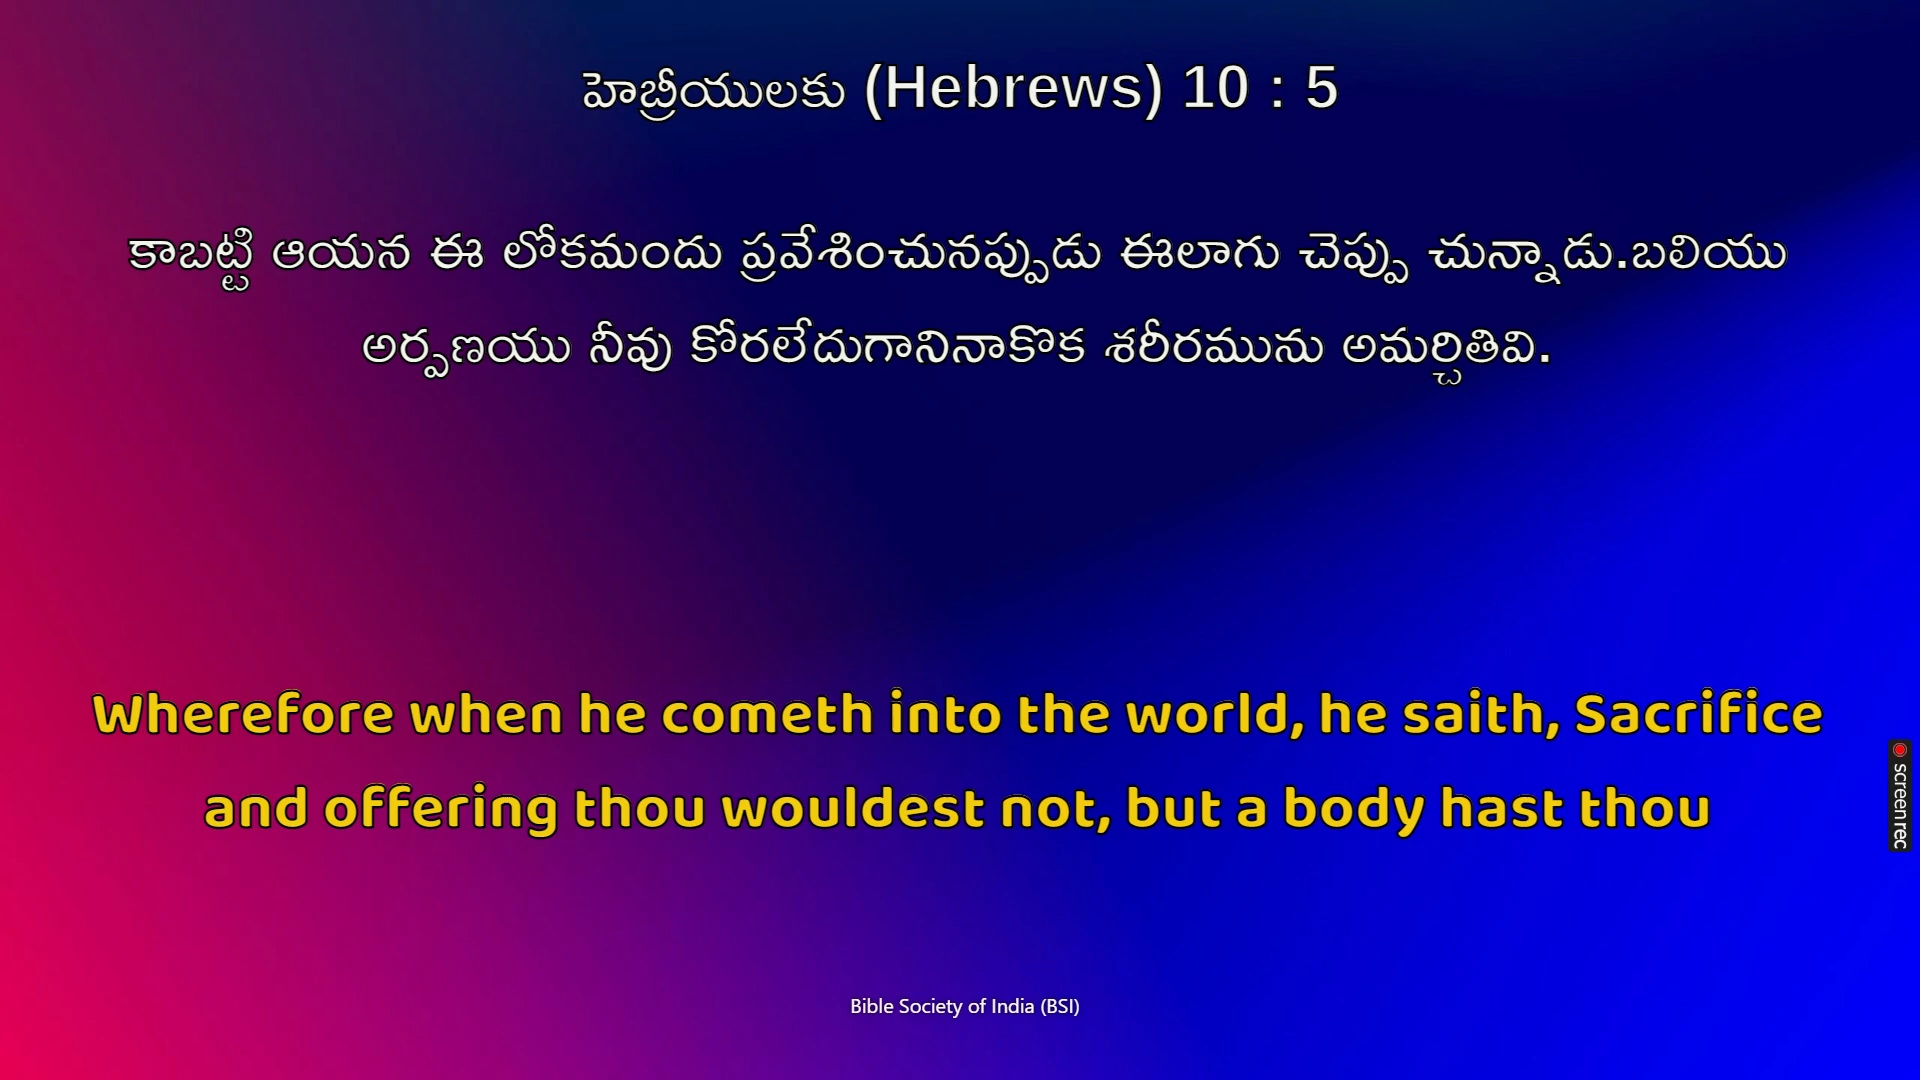 హెబ్రీయులకు (Hebrews) 10 : 5
కాబట్టి ఆయన ఈ లోకమందు ప్రవేశించునప్పుడు ఈలాగు చెప్పు చున్నాడు.బలియు
అర్పణయు నీవు కోరలేదుగానినాకొక శరీరమును అమర్చితివి.
Wherefore when he cometh into the world, he saith, Sacrifice
and offering thou wouldest not, but a body hast thou
screenrec
Bible Society of India (BSI)